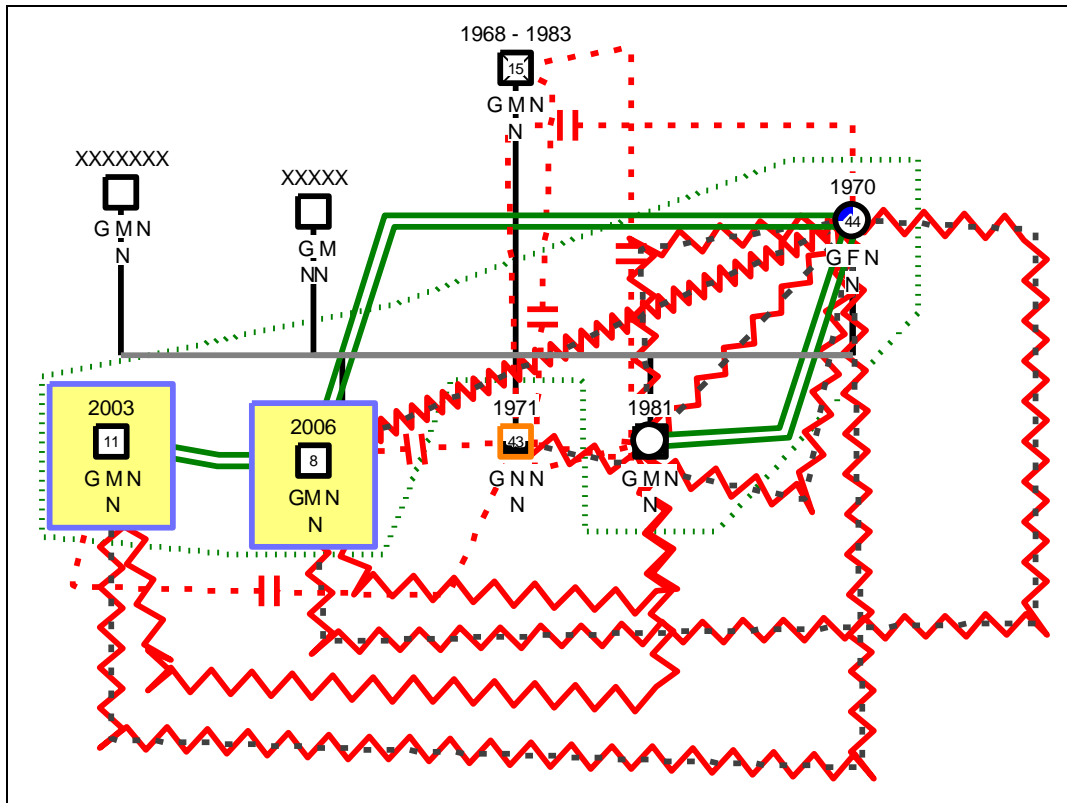 1968 - 1983
15
G M N
N
XXXXXXX
G M N
N
XXXXX
G M
N N
1970
44
G F N
N
2003
11
G M N
N
2006
8
GM N
N
1971
43
G N N
N
1981
G M N
N